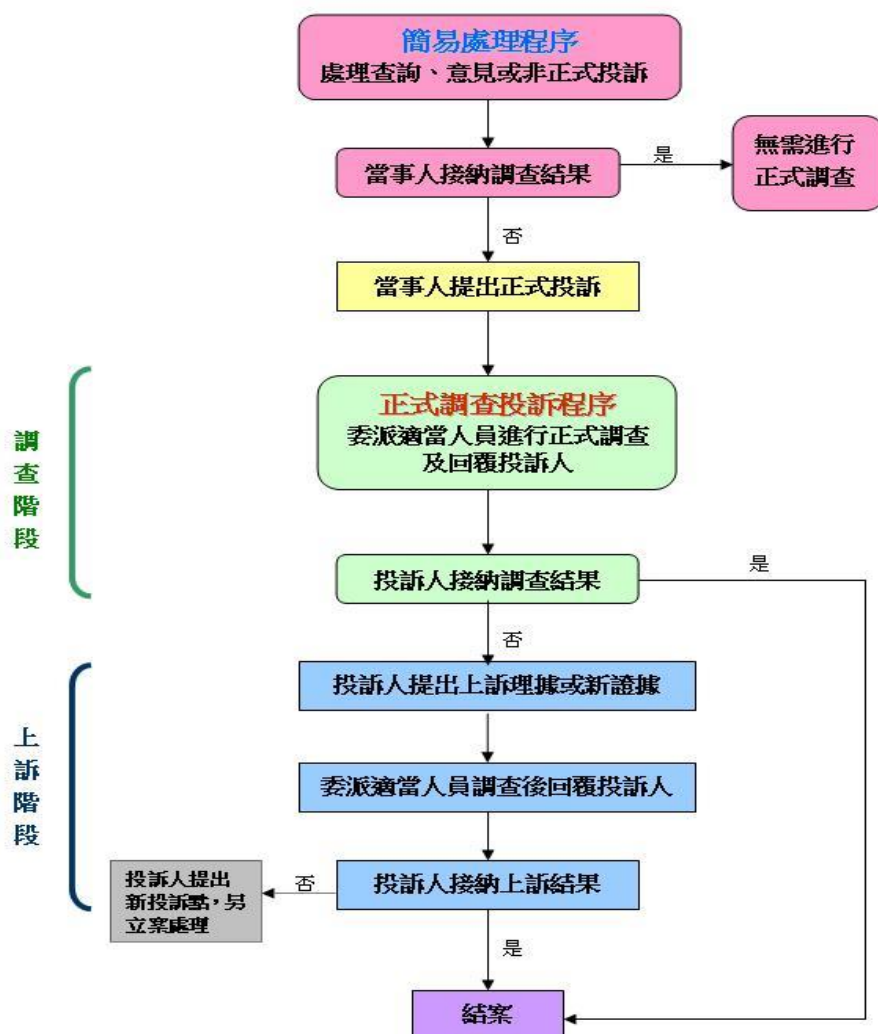 簡易處理程序
處理查詢、意見或非正式投訴
當事人接納調查結果
是
無需進行
正式調查
否
當事人提出正式投訴
調
查
階
段
正式調查投訴程序
委派適當人員進行正式調查
及回覆投訴人
投訴人接納調查結果
是
否
上
訴
階
段
投訴人提出上訴理據或新證據
委派適當人員調查後回覆投訴人
投訴人接納上訴結果
否
投訴人提出
新投訴點，另
立案處理
是
結案